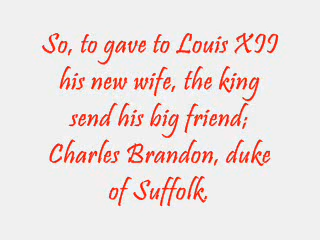 So, to gave to Louis XII
his new wife, the king
send his big friend;
Charles Brandon, duke
of Suffolk.